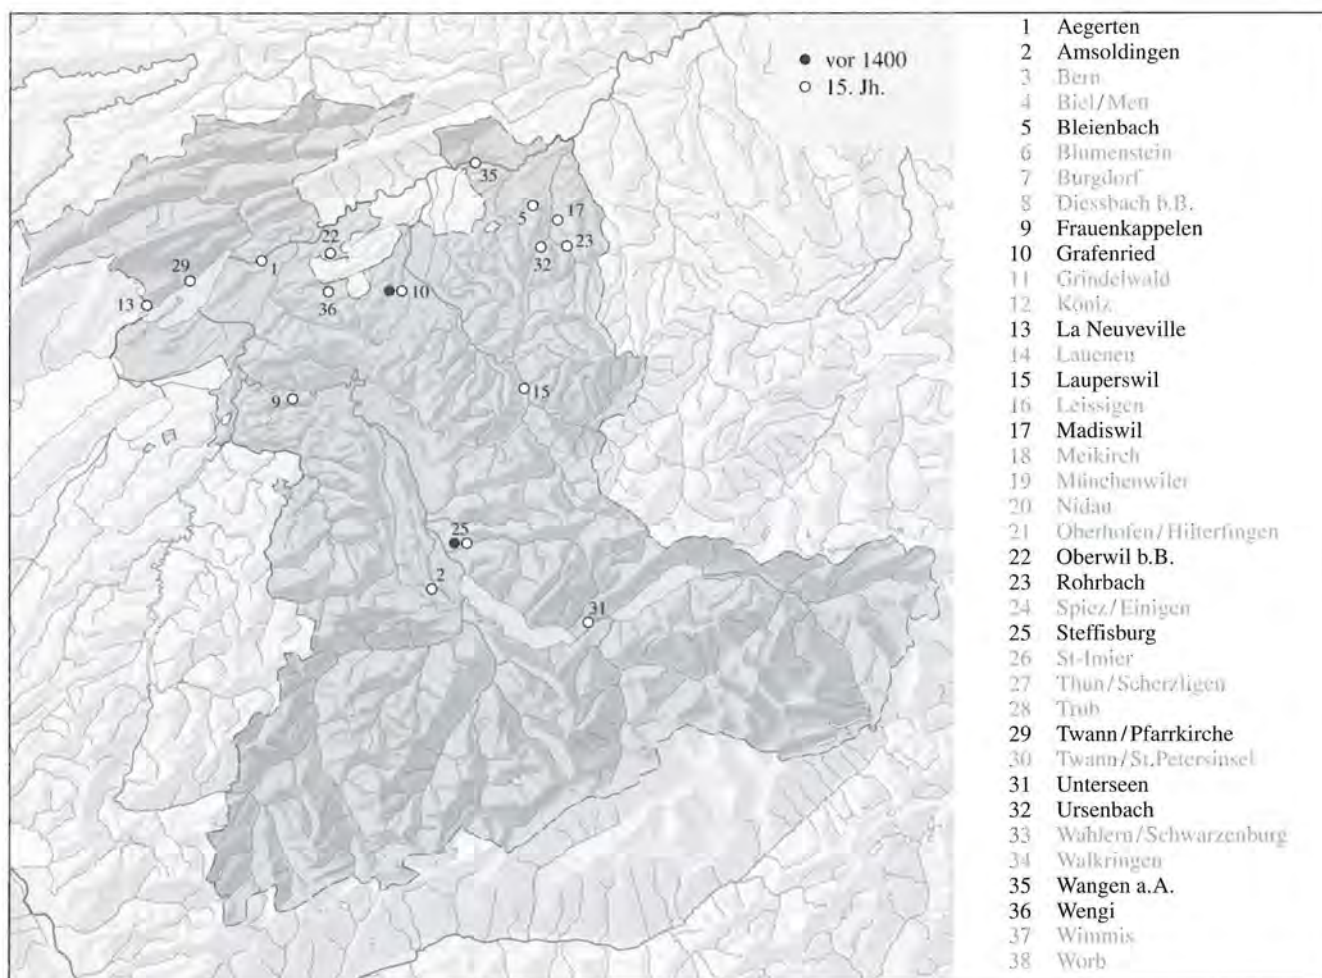 vor 1400
15. Jh.
35
5
17
22
32
23
1
29
36
10
13
15
9
25
2
31
1 Aegerten
2 Amsoldingen
3 Bern
4 Biel/Mett
5 Bleienbach
6 Blumenstein
7 Burgdorf
8 Diessbach b.B.
9 Frauenkappelen
10 Grafenried
11 Grindelwald
12 Köniz
13 La Neuveville
14 Lauenen
15 Lauperswil
16 Leissigen
17 Madiswil
18 Meikirch
19 Münchenwiler
20 Nidau
21 Oberhofen/Hilterfingen
22 Oberwil b.B.
23 Rohrbach
24 Spiez/Einigen
25 Steffisburg
26 St-Imier
27 Thun/Scherzligen
28 Trub
29 Twann/Pfarrkirche
30 Twann/St.Petersinsel
31 Unterseen
32 Ursenbach
33 Wahlern/Schwarzenburg
34 Walkringen
35 Wangen a.A.
36 Wengi
37 Wimmis
38 Worb